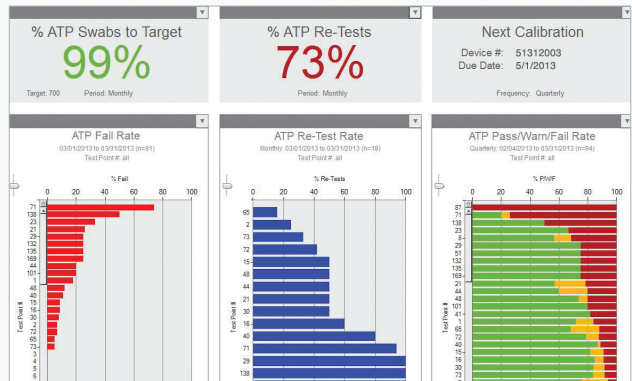 % ATP Swabs to Target
99%
Target: 700 Period: Monthly
% ATP Re-Tests
73%
Period: Monthly
Next Calibration
Device #: 51312003
Due Date: 5/1/2013
Frequency: Quarterly
ATP Fail Rate
03/01/2013 to 03/31/2013 (n=91)
Test Point #: all
% Fail
0 20 40 60 80 100
71
138
23
21
29
132
135
169
44
101
1
48
40
15
16
30
2
72
65
73
3
4
5
6
Test Point #
ATP Re-Test Rate
Monthly: 03/01/2013 to 03/31/2013 (n=18)
Test Point #: all
% Re-Tests
0 20 40 60 80 100
65
2
73
72
15
48
44
21
30
16
40
71
29
138
Test Point #
ATP Pass/Warn/Fail Rate
Quarterly: 02/04/2013 to 03/31/2013 (n=84)
Test Point #: all
% P/W/F
0 20 40 60 80 100
87
71
138
23
8
29
51
132
135
169
21
44
48
101
41
1
65
72
40
15
16
30
73
Test Point #